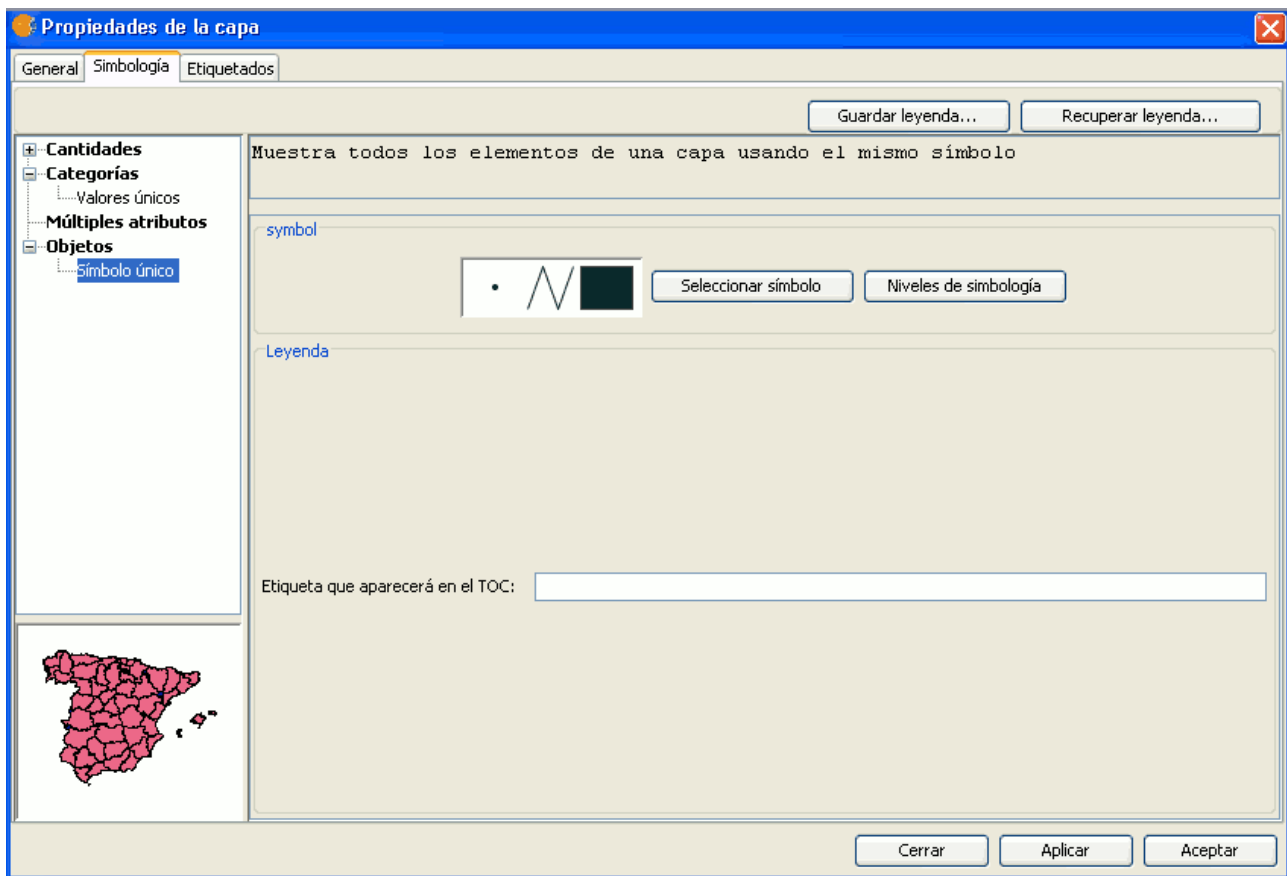 Propiedades de la capa
General Simbología Etiquetados
Guardar leyenda... Recuperar leyenda...
Cantidades
Categorías
Valores únicos
Múltiples atributos
Objetos
Símbolo único
Muestra todos los elementos de una capa usando el mismo símbolo
symbol
Seleccionar símbolo Niveles de simbología
Leyenda
Etiqueta que aparecerá en el TOC:
Cerrar Aplicar Aceptar